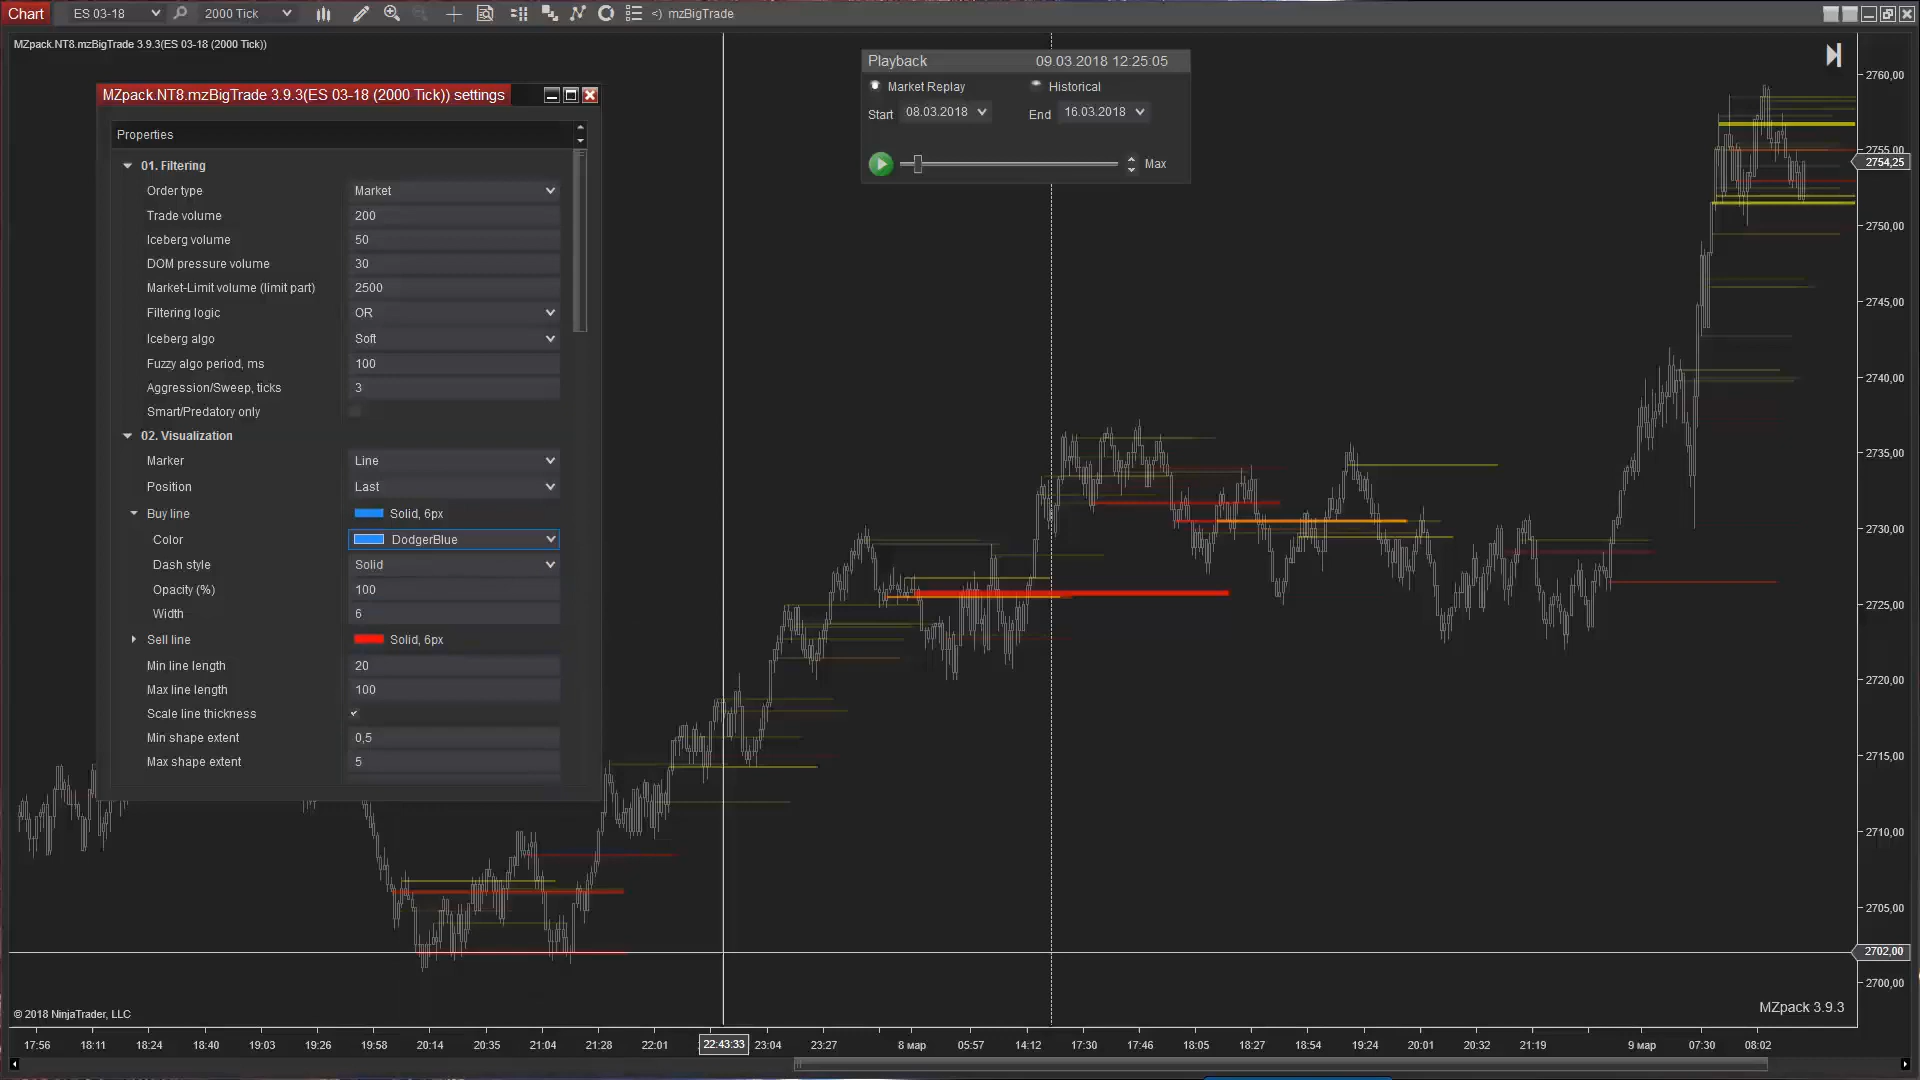 Chart ES 03-18 2000 Tick <) mzBigTrade
MZpack.NT8.mzBigTrade 3.9.3(ES 03-18 (2000 Tick))
MZpack.NT8.mzBigTrade 3.9.3(ES 03-18 (2000 Tick)) settings
Properties
01. Filtering
Order type Market
Trade volume 200
Iceberg volume 50
DOM pressure volume 30
Market-Limit volume (limit part) 2500
Filtering logic OR
Iceberg algo Soft
Fuzzy algo period, ms 100
Aggression/Sweep, ticks 3
Smart/Predatory only
02. Visualization
Marker Line
Position Last
Buy line Solid, 6px
Color DodgerBlue
Dash style Solid
Opacity (%) 100
Width 6
Sell line Solid, 6px
Min line length 20
Max line length 100
Scale line thickness
Min shape extent 0,5
Max shape extent 5
Playback 09.03.2018 12:25:05
Market Replay Historical
Start 08.03.2018 End 16.03.2018
Max
2760,00
2755,00
2754,25
2750,00
2745,00
2740,00
2735,00
2730,00
2725,00
2720,00
2715,00
2710,00
2705,00
2702,00
2700,00
MZpack 3.9.3
© 2018 NinjaTrader, LLC
17:56 18:11 18:24 18:40 19:03 19:26 19:58 20:14 20:35 21:04 21:28 22:01 22:43:33 23:04 23:27 8 мар 05:57 14:12 17:30 17:46 18:05 18:27 18:54 19:24 20:01 20:32 21:19 9 мар 07:30 08:02